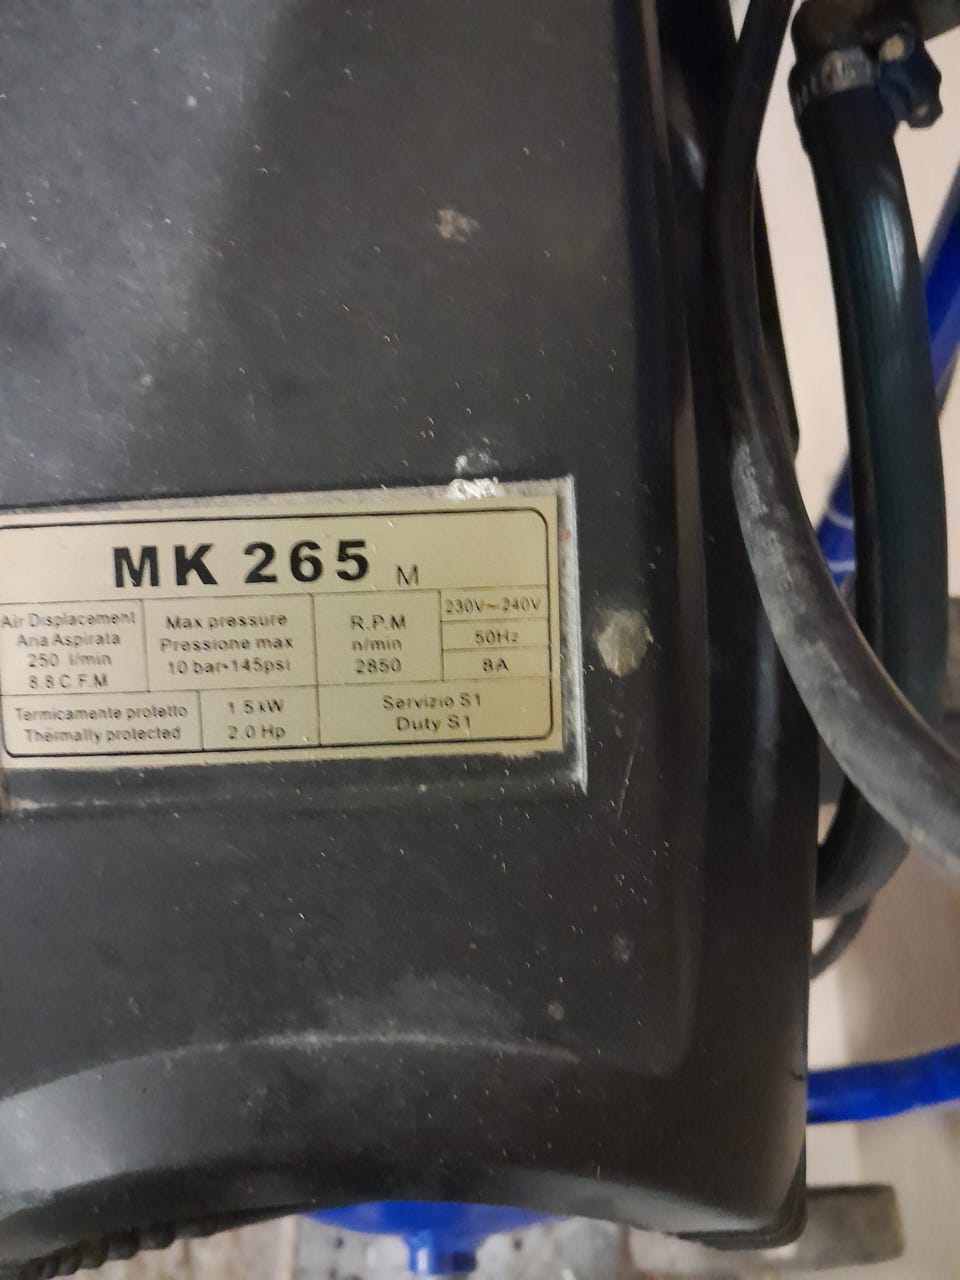 MK 265 M
Air Displacement
Aria Aspirata
250 l/min
8.8 C.F.M
Max pressure
Pressione max
10 bar•145psi
R.P.M
n/min
2850
230V~240V
50Hz
8A
Termicamente protetto
Thermally protected
1.5 kW
2.0 Hp
Servizio S1
Duty S1